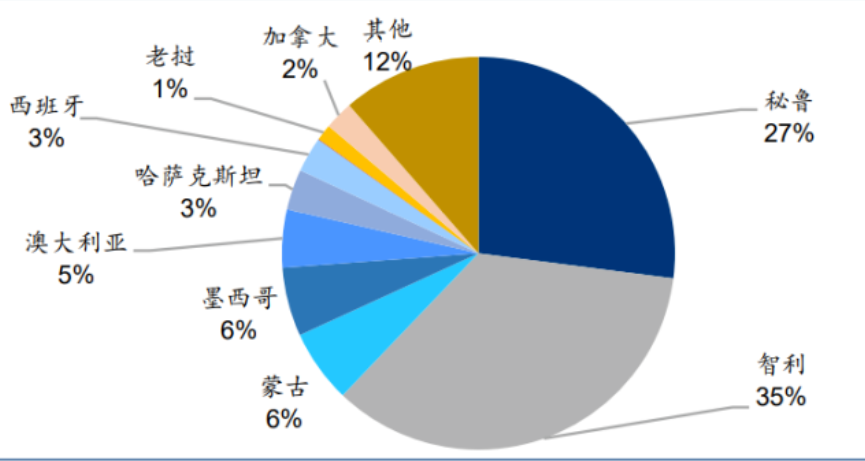 其他
12%
加拿大
2%
老挝
1%
西班牙
3%
哈萨克斯坦
3%
澳大利亚
5%
墨西哥
6%
蒙古
6%
秘鲁
27%
智利
35%